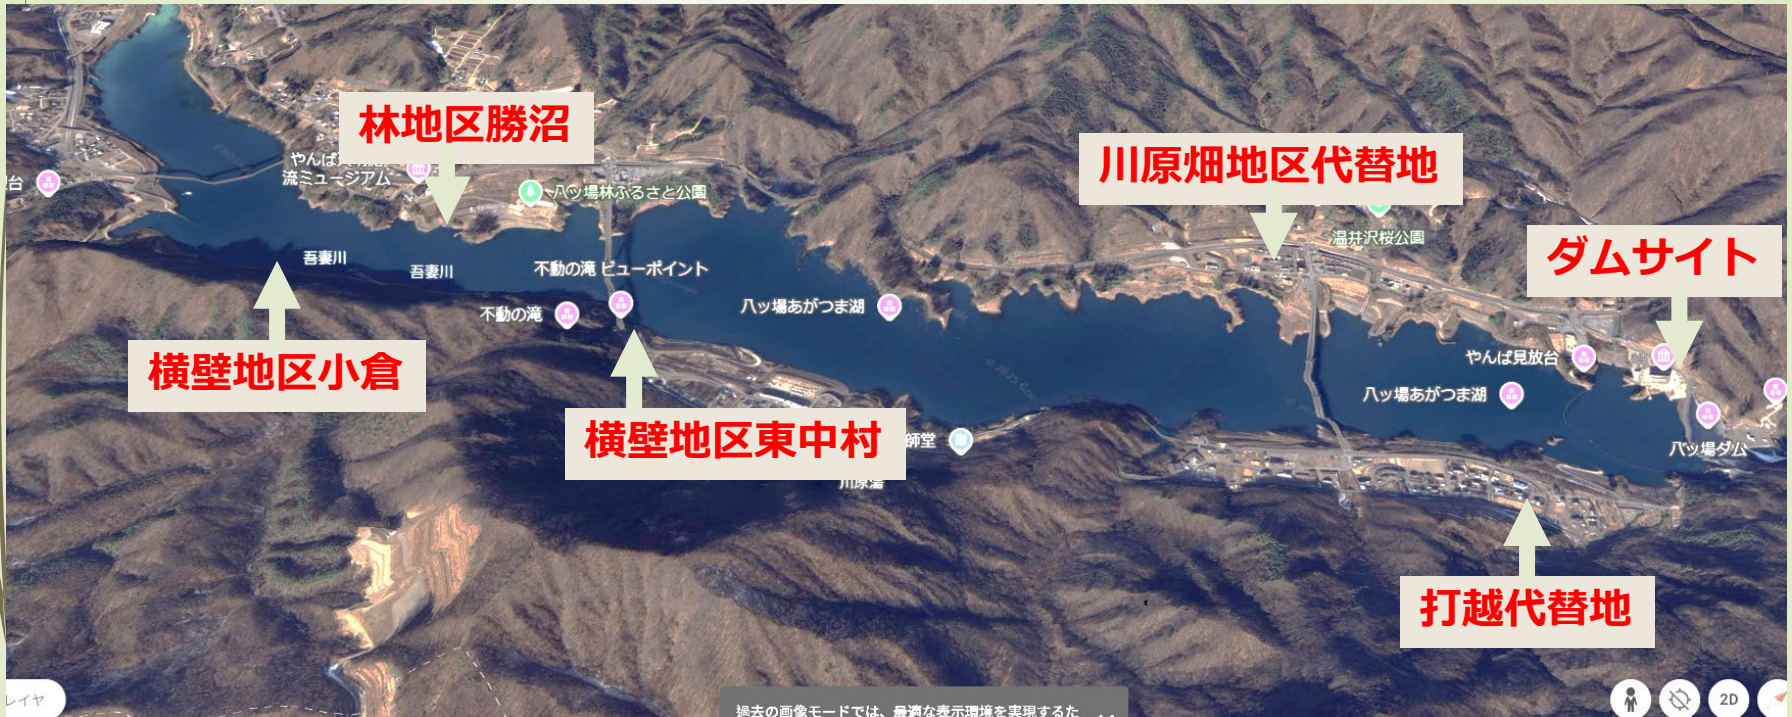 林地区勝沼
川原畑地区代替地
ダムサイト
横壁地区小倉
横壁地区東中村
打越代替地
流ミュージアム
八ッ場林ふるさと公園
温井沢桜公園
台
吾妻川
吾妻川
不動の滝 ビューポイント
不動の滝
八ッ場あがつま湖
やんば見放台
八ッ場あがつま湖
八ッ場ダム
師堂
川原湯
レイヤ
過去の画像モードでは、最適な表示環境を実現するた
2D